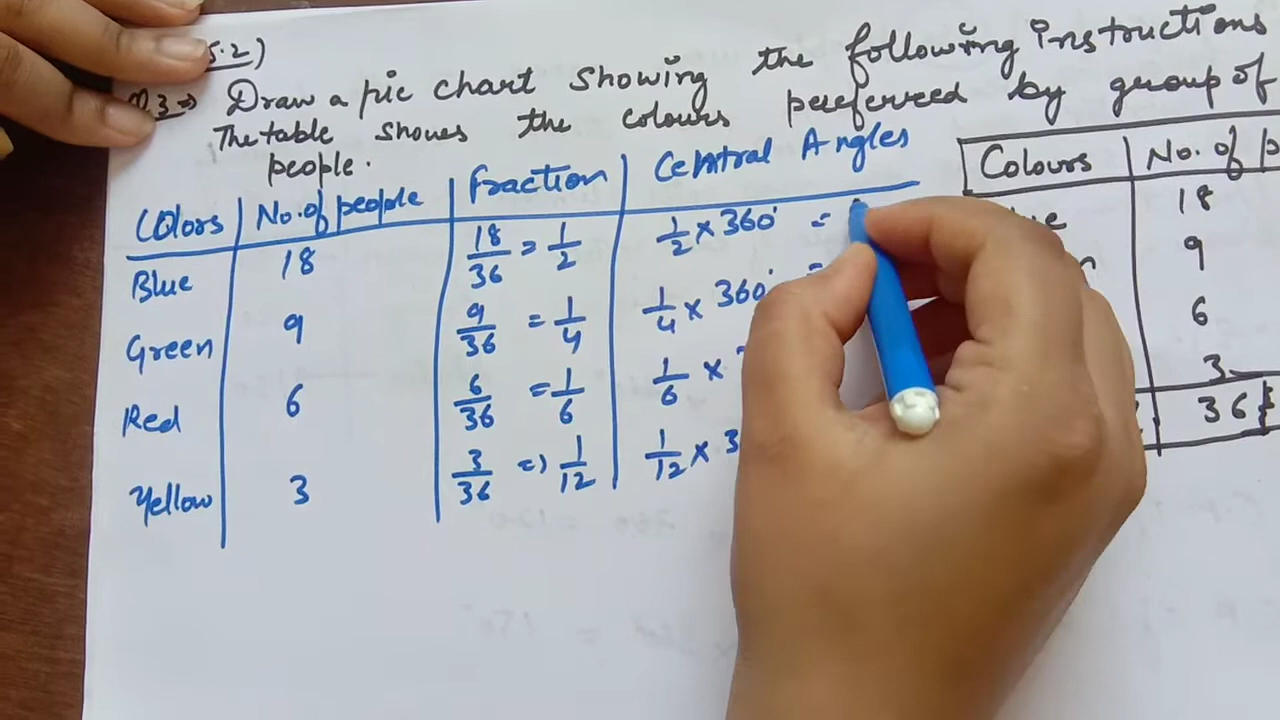 5.2)
Q.3 ⇒ Draw a pie chart showing the following instructions
The table shows the colours preferred by group of
people.
Colors | No. of people | Fraction | Central Angles
Blue 18 18/36 = 1/2 1/2 × 360° =
Green 9 9/36 = 1/4 1/4 × 360° =
Red 6 6/36 = 1/6 1/6 ×
Yellow 3 3/36 => 1/12 1/12 × 3
Colours | No. of p
18
9
6
3
36